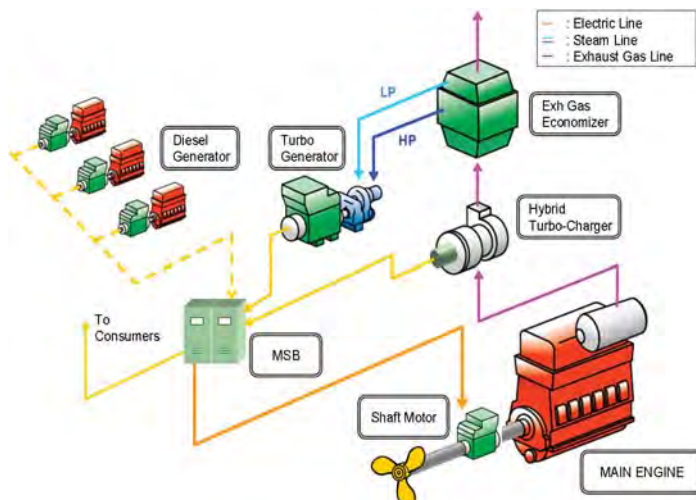 : Electric Line
: Steam Line
: Exhaust Gas Line
LP
HP
Exh Gas
Economizer
Diesel
Generator
Turbo
Generator
Hybrid
Turbo-Charger
To
Consumers
MSB
Shaft Motor
MAIN ENGINE